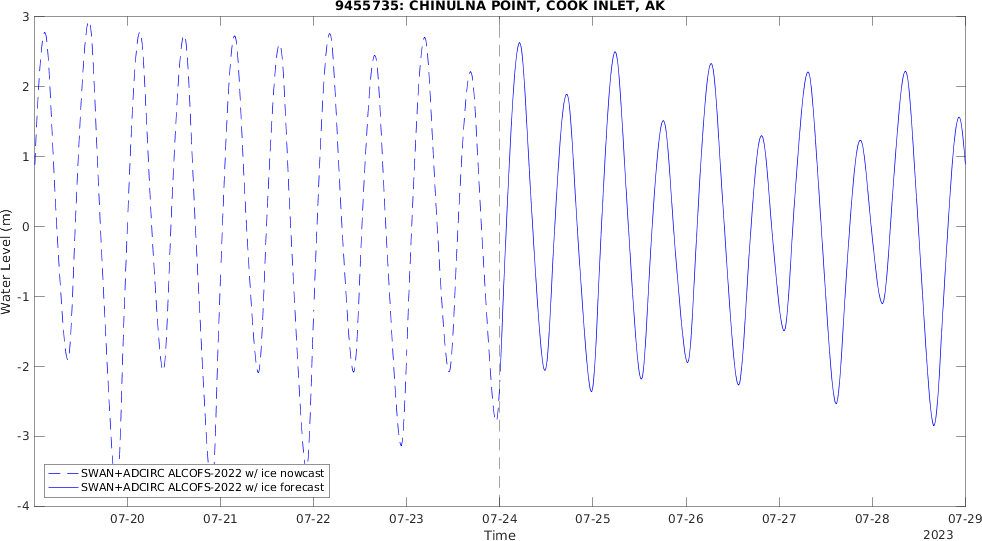 9455735: CHINULNA POINT, COOK INLET, AK
3
2
1
0
-1
-2
-3
-4
Water Level (m)
SWAN+ADCIRC ALCOFS-2022 w/ ice nowcast
SWAN+ADCIRC ALCOFS-2022 w/ ice forecast
07-20 07-21 07-22 07-23 07-24 07-25 07-26 07-27 07-28 07-29
Time
2023